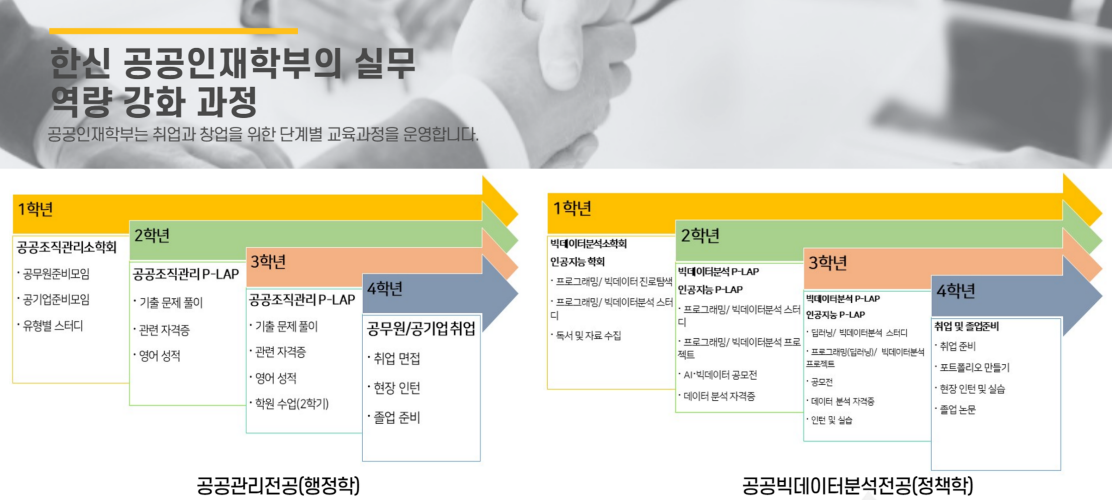 한신 공공인재학부의 실무
역량 강화 과정
공공인재학부는 취업과 창업을 위한 단계별 교육과정을 운영합니다.
1학년
공공조직관리소학회
· 공무원준비모임
· 공기업준비모임
· 유형별 스터디
2학년
공공조직관리 P-LAP
· 기출 문제 풀이
· 관련 자격증
· 영어 성적
3학년
공공조직관리 P-LAP
· 기출 문제 풀이
· 관련 자격증
· 영어 성적
· 학원 수업(2학기)
4학년
공무원/공기업 취업
· 취업 면접
· 현장 인턴
· 졸업 준비
공공관리전공(행정학)
1학년
빅데이터분석소학회
인공지능 학회
· 프로그래밍/ 빅데이터 진로탐색
· 프로그래밍/ 빅데이터분석 스터
디
· 독서 및 자료 수집
2학년
빅데이터분석 P-LAP
인공지능 P-LAP
· 프로그래밍/ 빅데이터분석 스터
디
· 프로그래밍/ 빅데이터분석 프로
젝트
· AI·빅데이터 공모전
· 데이터 분석 자격증
3학년
빅데이터분석 P-LAP
인공지능 P-LAP
· 딥러닝/ 빅데이터분석 스터디
· 프로그래밍(딥러닝)/ 빅데이터분석
프로젝트
· 공모전
· 데이터 분석 자격증
· 인턴 및 실습
4학년
취업 및 졸업준비
· 취업 준비
· 포트폴리오 만들기
· 현장 인턴 및 실습
· 졸업 논문
공공빅데이터분석전공(정책학)